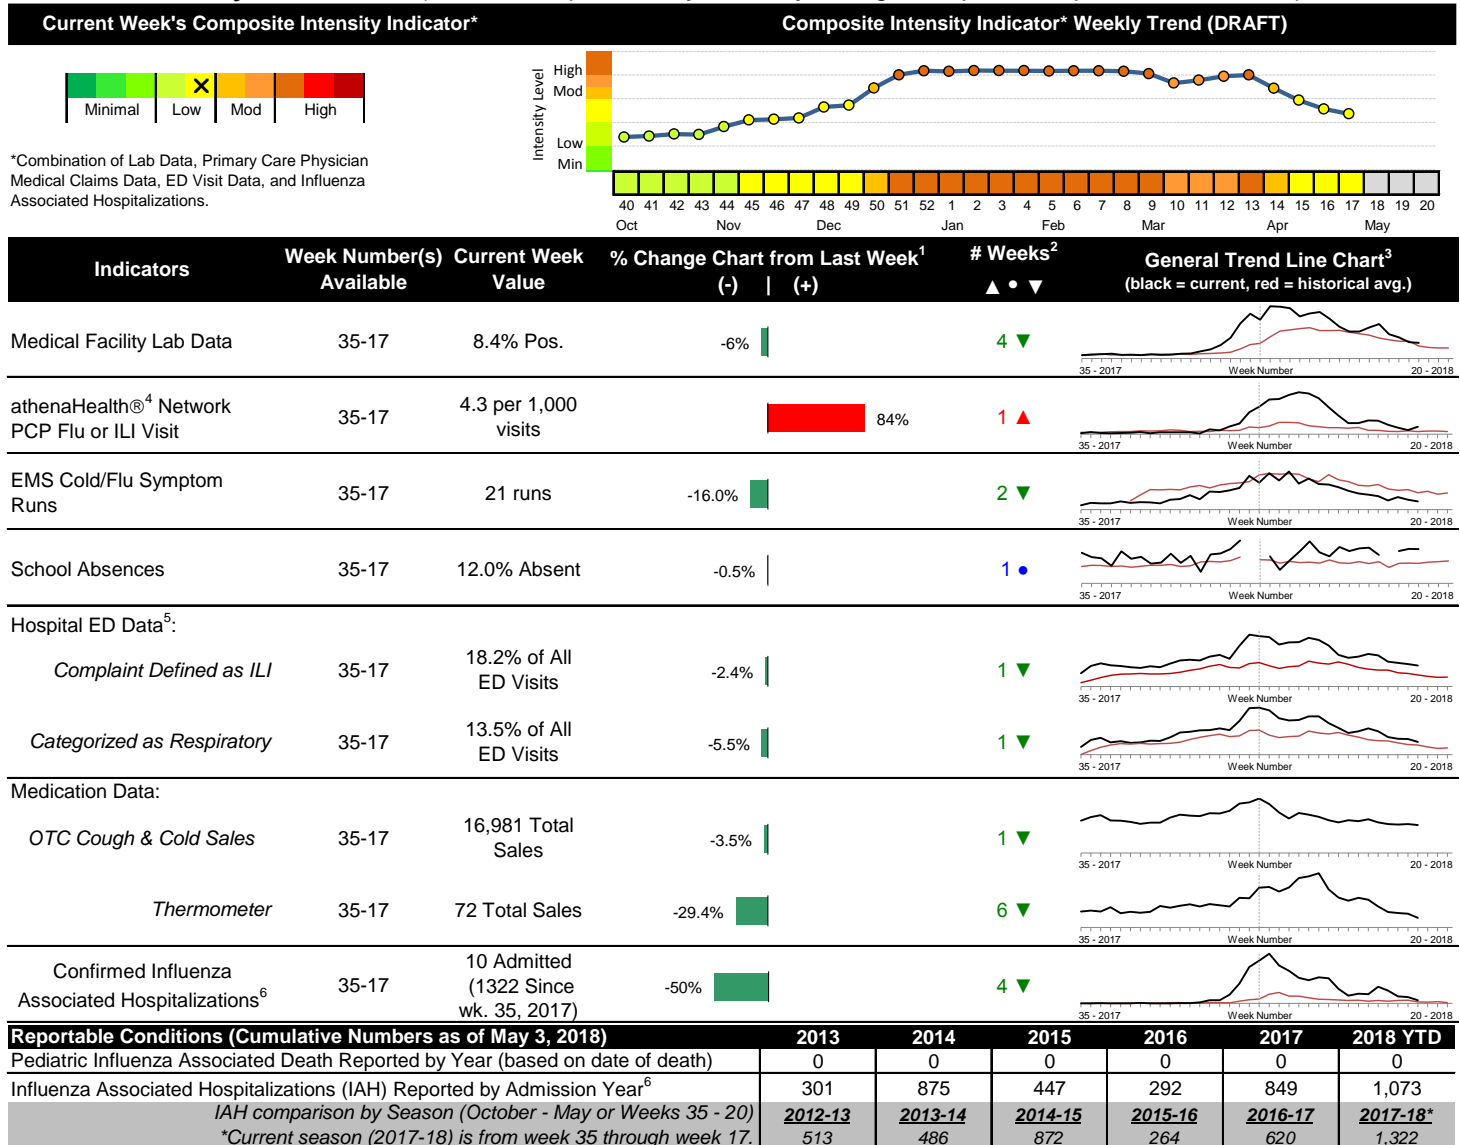 Current Week's Composite Intensity Indicator*
Composite Intensity Indicator* Weekly Trend (DRAFT)
Minimal Low Mod High
*Combination of Lab Data, Primary Care Physician
Medical Claims Data, ED Visit Data, and Influenza
Associated Hospitalizations.
Intensity Level
High
Mod
Low
Min
40 41 42 43 44 45 46 47 48 49 50 51 52 1 2 3 4 5 6 7 8 9 10 11 12 13 14 15 16 17 18 19 20
Oct Nov Dec Jan Feb Mar Apr May
Indicators
Week Number(s)
Available
Current Week
Value
% Change Chart from Last Week1
(-) | (+)
# Weeks2
▲ ● ▼
General Trend Line Chart3
(black = current, red = historical avg.)
Medical Facility Lab Data 35-17 8.4% Pos. -6% 4 ▼
35 - 2017 Week Number 20 - 2018
athenaHealth®4 Network
PCP Flu or ILI Visit
35-17
4.3 per 1,000
visits
84%
1 ▲
35 - 2017 Week Number 20 - 2018
EMS Cold/Flu Symptom
Runs
35-17 21 runs -16.0% 2 ▼
35 - 2017 Week Number 20 - 2018
School Absences 35-17 12.0% Absent -0.5% 1 ●
35 - 2017 Week Number 20 - 2018
Hospital ED Data5:
Complaint Defined as ILI 35-17
18.2% of All
ED Visits
-2.4% 1 ▼
35 - 2017 Week Number 20 - 2018
Categorized as Respiratory 35-17
13.5% of All
ED Visits
-5.5% 1 ▼
35 - 2017 Week Number 20 - 2018
Medication Data:
OTC Cough & Cold Sales 35-17
16,981 Total
Sales
-3.5% 1 ▼
35 - 2017 Week Number 20 - 2018
Thermometer 35-17 72 Total Sales -29.4% 6 ▼
35 - 2017 Week Number 20 - 2018
Confirmed Influenza
Associated Hospitalizations6
35-17
10 Admitted
(1322 Since
wk. 35, 2017)
-50% 4 ▼
35 - 2017 Week Number 20 - 2018
Reportable Conditions (Cumulative Numbers as of May 3, 2018) 2013 2014 2015 2016 2017 2018 YTD
Pediatric Influenza Associated Death Reported by Year (based on date of death) 0 0 0 0 0 0
Influenza Associated Hospitalizations (IAH) Reported by Admission Year6 301 875 447 292 849 1,073
IAH comparison by Season (October - May or Weeks 35 - 20) 2012-13 2013-14 2014-15 2015-16 2016-17 2017-18*
*Current season (2017-18) is from week 35 through week 17. 513 486 872 264 620 1,322